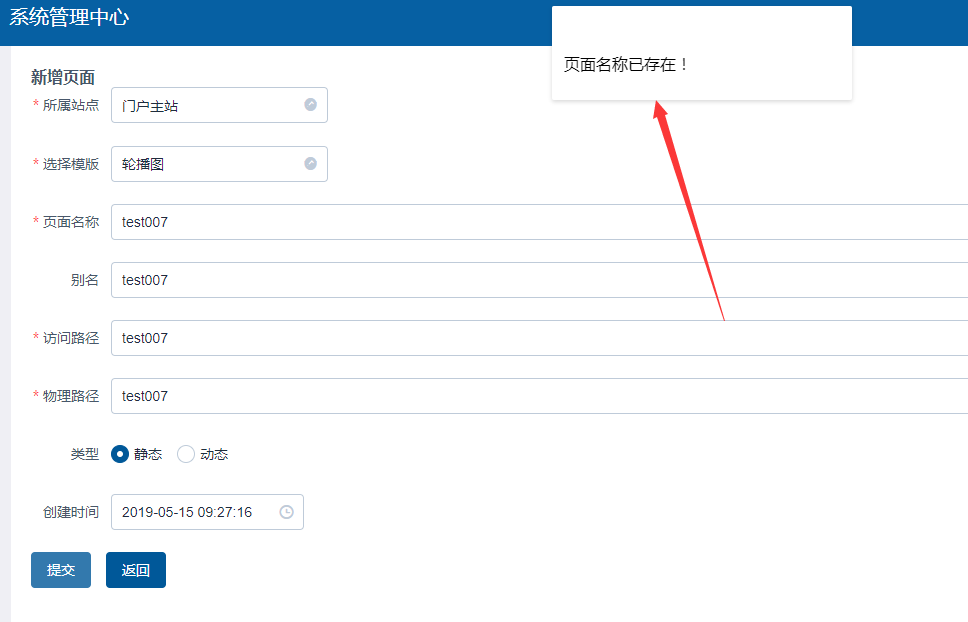 系统管理中心
页面名称已存在！
新增页面
* 所属站点 门户主站
* 选择模版 轮播图
* 页面名称 test007
别名 test007
* 访问路径 test007
* 物理路径 test007
类型 静态 动态
创建时间 2019-05-15 09:27:16
提交 返回